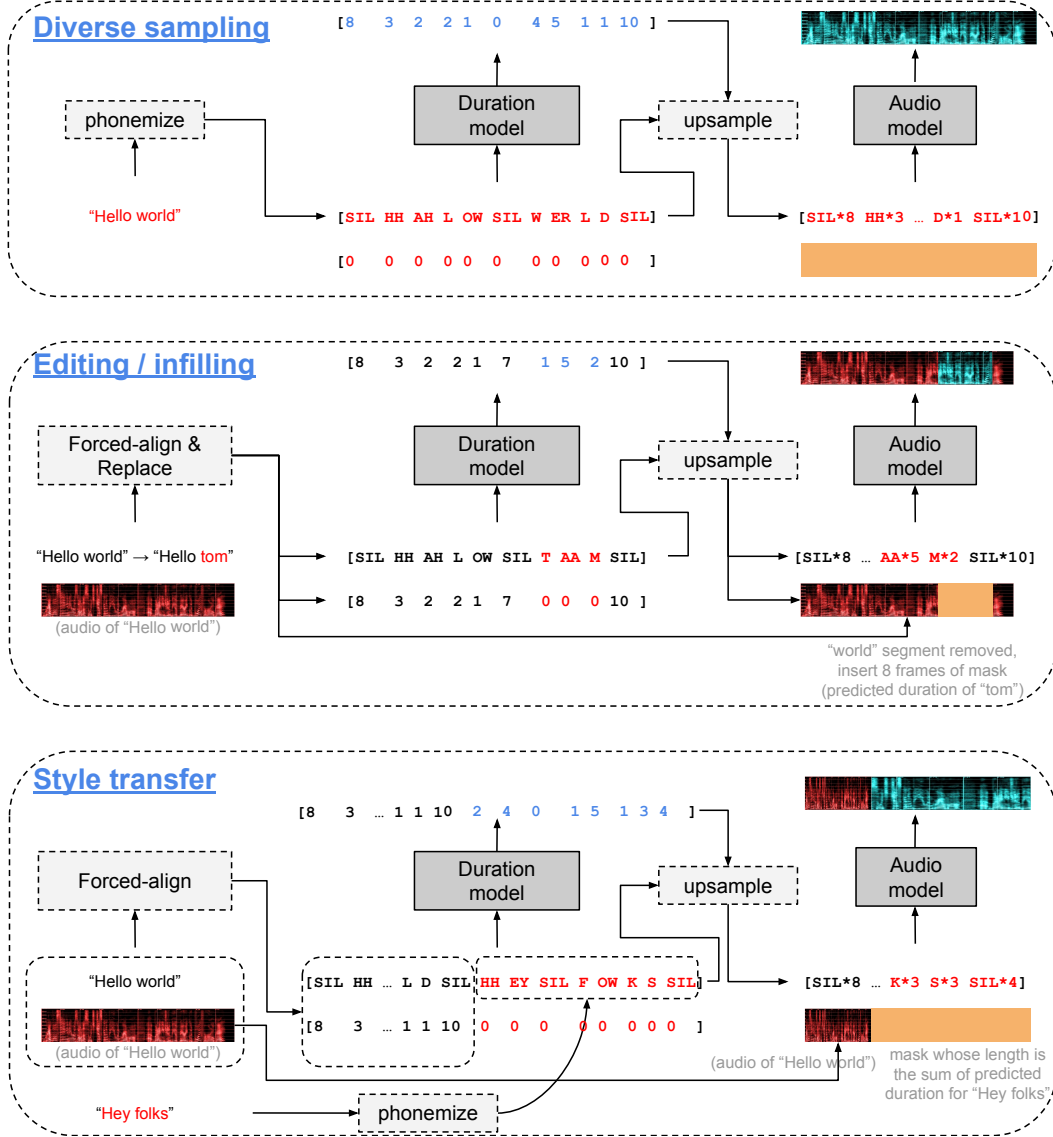 Diverse sampling
[8 3 2 2 1 0 4 5 1 1 10 ]
phonemize
Duration model
upsample
Audio model
“Hello world”
[SIL HH AH L OW SIL W ER L D SIL]
[SIL*8 HH*3 … D*1 SIL*10]
[0 0 0 0 0 0 0 0 0 0 0 ]
Editing / infilling
[8 3 2 2 1 7 1 5 2 10 ]
Forced-align & Replace
Duration model
upsample
Audio model
“Hello world” → “Hello tom”
[SIL HH AH L OW SIL T AA M SIL]
[SIL*8 … AA*5 M*2 SIL*10]
[8 3 2 2 1 7 0 0 0 10 ]
(audio of “Hello world”)
“world” segment removed,
insert 8 frames of mask
(predicted duration of “tom”)
Style transfer
[8 3 … 1 1 10 2 4 0 1 5 1 3 4 ]
Forced-align
Duration model
upsample
Audio model
“Hello world”
[SIL HH … L D SIL HH EY SIL F OW K S SIL]
[SIL*8 … K*3 S*3 SIL*4]
[8 3 … 1 1 10 0 0 0 0 0 0 0 0 ]
(audio of “Hello world”)
(audio of “Hello world”)
mask whose length is
the sum of predicted
duration for “Hey folks”
“Hey folks”
phonemize